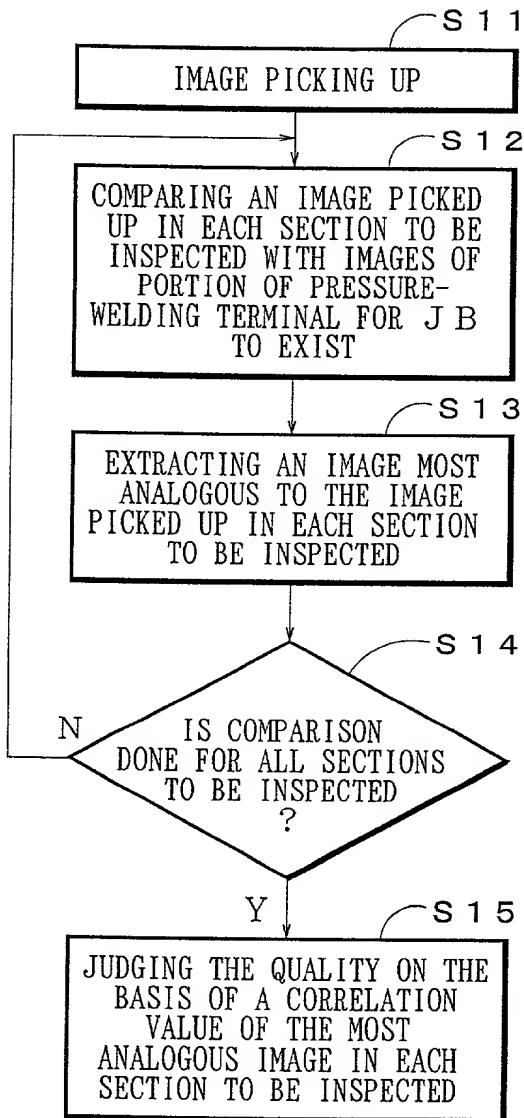 S11
IMAGE PICKING UP
S12
COMPARING AN IMAGE PICKED
UP IN EACH SECTION TO BE
INSPECTED WITH IMAGES OF
PORTION OF PRESSURE-
WELDING TERMINAL FOR JB
TO EXIST
S13
EXTRACTING AN IMAGE MOST
ANALOGOUS TO THE IMAGE
PICKED UP IN EACH SECTION
TO BE INSPECTED
S14
N
IS COMPARISON
DONE FOR ALL SECTIONS
TO BE INSPECTED
?
Y
S15
JUDGING THE QUALITY ON THE
BASIS OF A CORRELATION
VALUE OF THE MOST
ANALOGOUS IMAGE IN EACH
SECTION TO BE INSPECTED